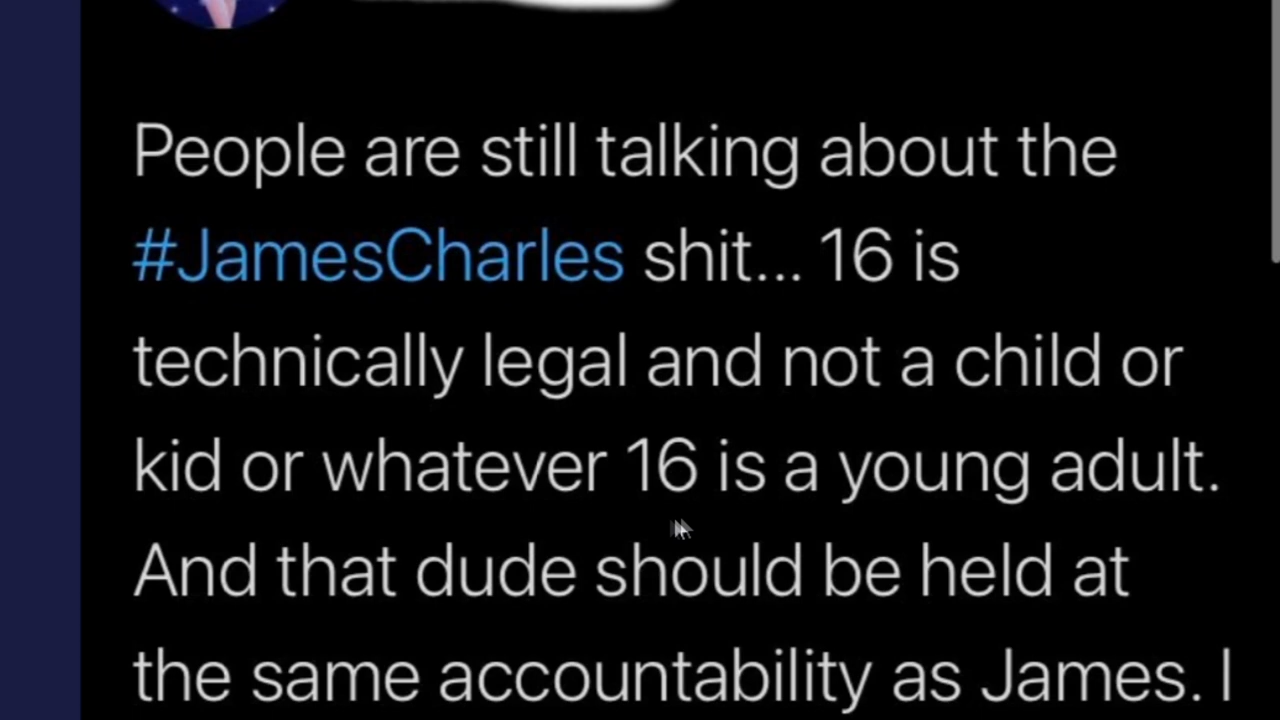 People are still talking about the
#JamesCharles shit... 16 is
technically legal and not a child or
kid or whatever 16 is a young adult.
And that dude should be held at
the same accountability as James. I